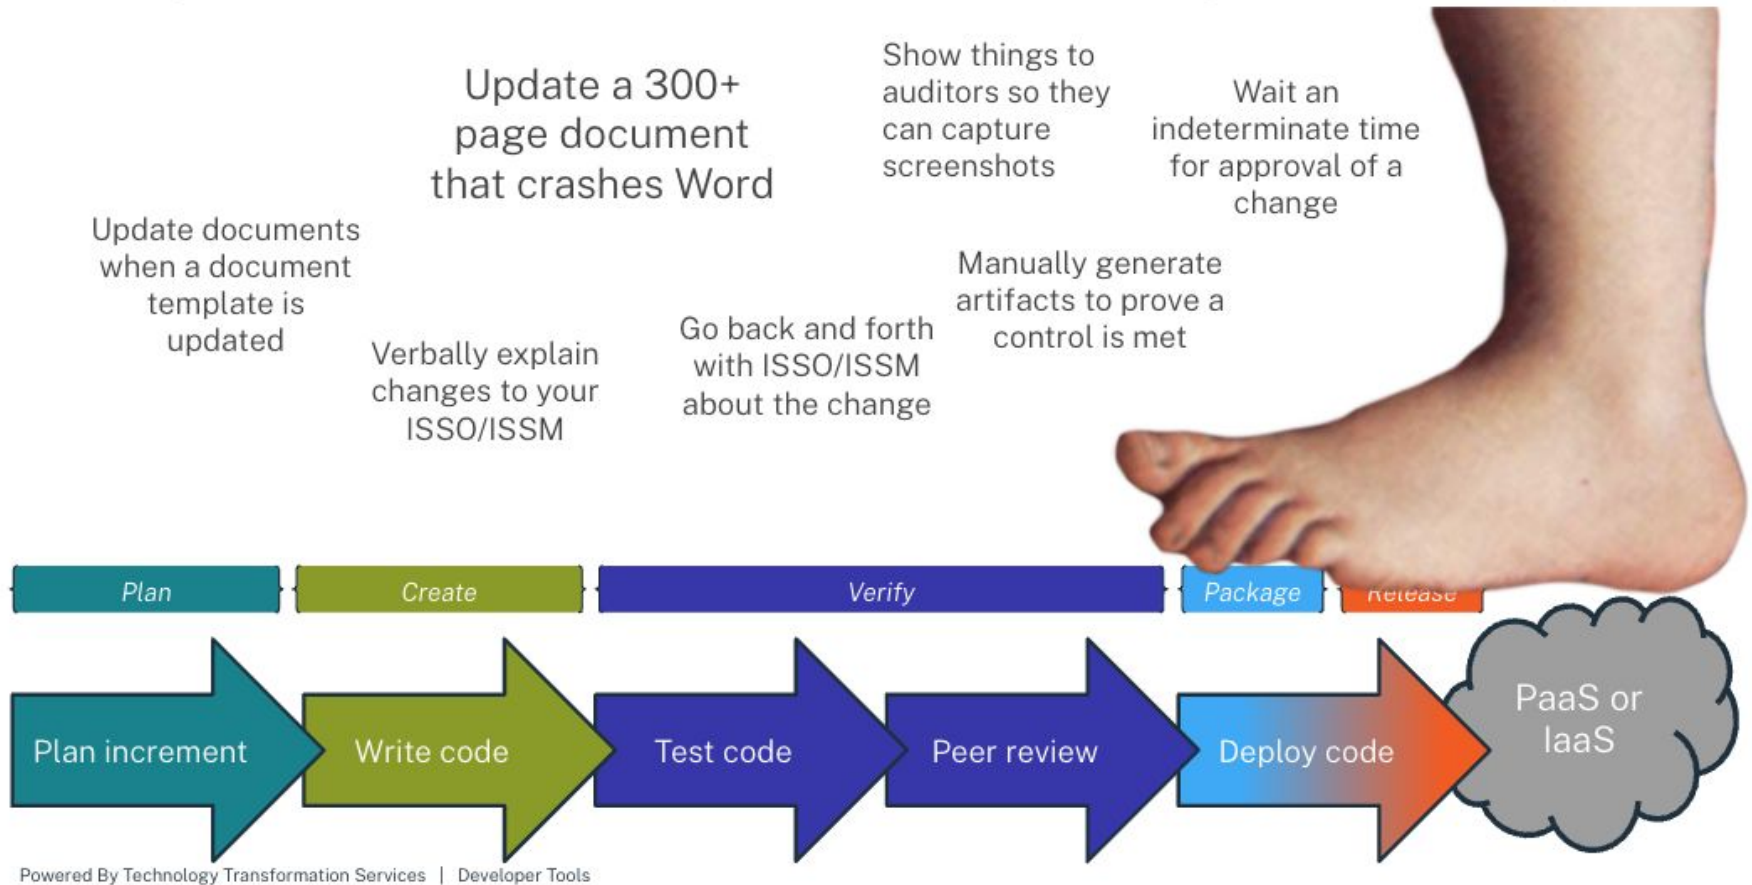 Update a 300+
page document
that crashes Word
Show things to
auditors so they
can capture
screenshots
Wait an
indeterminate time
for approval of a
change
Update documents
when a document
template is
updated
Verbally explain
changes to your
ISSO/ISSM
Go back and forth
with ISSO/ISSM
about the change
Manually generate
artifacts to prove a
control is met
Plan
Create
Verify
Package
Release
Plan increment
Write code
Test code
Peer review
Deploy code
PaaS or
IaaS
Powered By Technology Transformation Services | Developer Tools